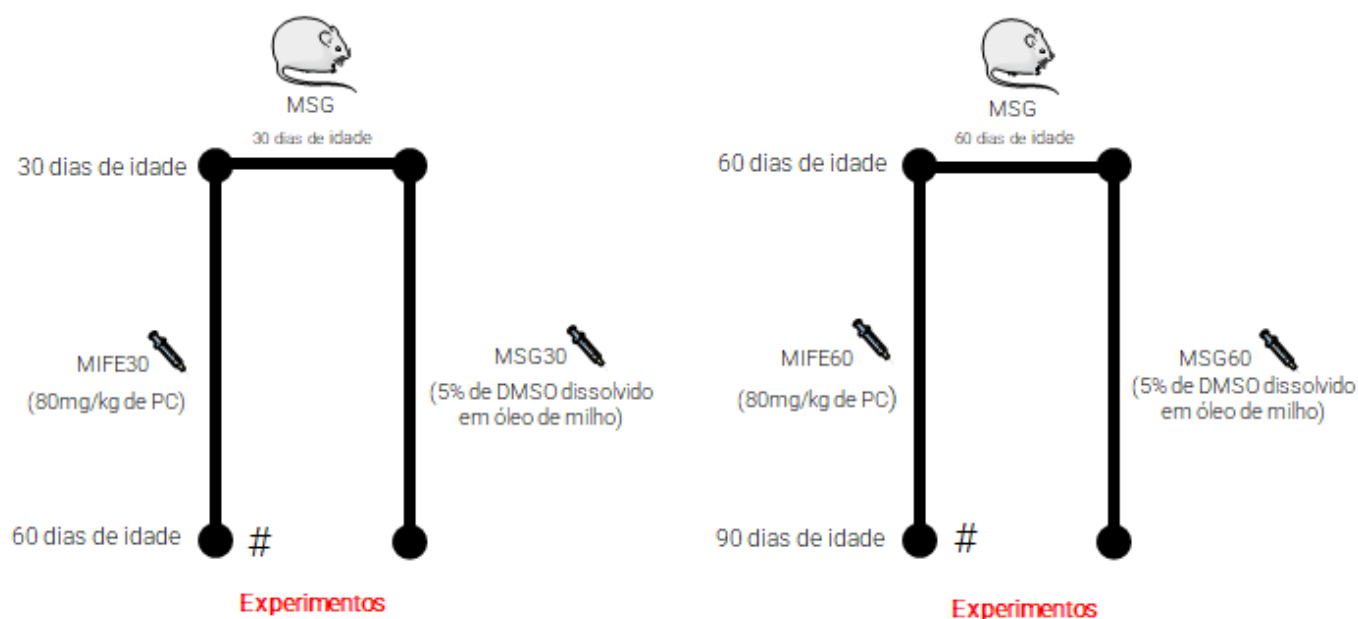 MSG
30 dias de idade
30 dias de idade
MIFE30
(80mg/kg de PC)
MSG30
(5% de DMSO dissolvido
em óleo de milho)
60 dias de idade
#
Experimentos
MSG
60 dias de idade
60 dias de idade
MIFE60
(80mg/kg de PC)
MSG60
(5% de DMSO dissolvido
em óleo de milho)
90 dias de idade
#
Experimentos